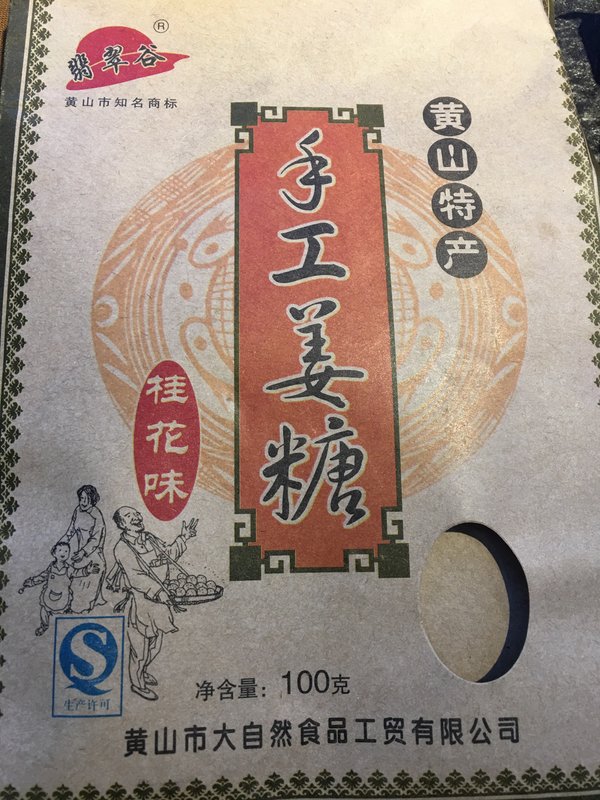 翡翠谷
®
黄山市知名商标
黄山特产
手工姜糖
桂花味
生产许可
净含量：100克
黄山市大自然食品工贸有限公司